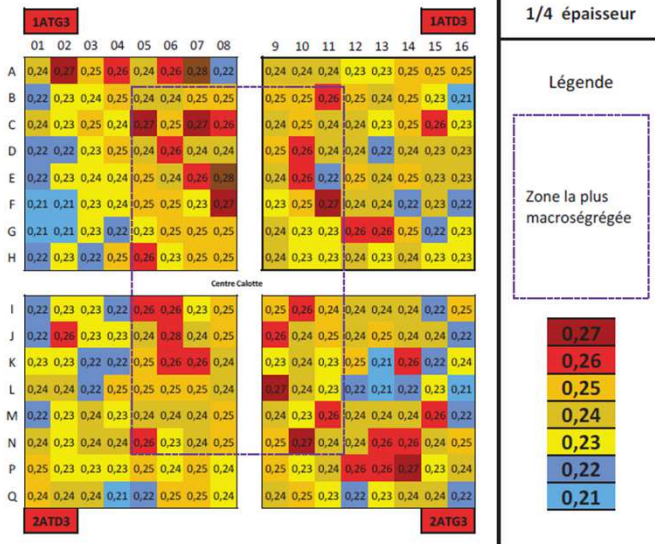 1ATG3 1ATD3 1/4 épaisseur
01 02 03 04 05 06 07 08 9 10 11 12 13 14 15 16
Légende
A 0,24 0,27 0,25 0,26 0,24 0,26 0,28 0,22 0,24 0,24 0,24 0,23 0,23 0,25 0,25 0,25
B 0,22 0,23 0,24 0,25 0,24 0,24 0,25 0,25 0,25 0,25 0,26 0,25 0,24 0,25 0,23 0,21
C 0,24 0,23 0,25 0,24 0,27 0,25 0,27 0,26 0,24 0,25 0,24 0,24 0,23 0,25 0,26 0,23
D 0,22 0,22 0,23 0,25 0,24 0,26 0,24 0,24 0,25 0,26 0,24 0,24 0,22 0,24 0,23 0,23
E 0,22 0,23 0,24 0,24 0,25 0,24 0,26 0,28 0,24 0,26 0,22 0,25 0,24 0,25 0,24 0,23
F 0,21 0,21 0,23 0,24 0,25 0,25 0,23 0,27 0,23 0,25 0,27 0,24 0,24 0,22 0,23 0,22
G 0,21 0,21 0,23 0,22 0,23 0,25 0,25 0,25 0,24 0,23 0,23 0,26 0,26 0,25 0,22 0,23
H 0,22 0,23 0,22 0,25 0,26 0,23 0,25 0,25 0,24 0,23 0,23 0,24 0,23 0,24 0,24 0,23
Zone la plus
macroségrégée
Centre Calotte
I 0,22 0,23 0,23 0,22 0,26 0,26 0,23 0,25 0,25 0,26 0,24 0,24 0,24 0,24 0,22 0,25
J 0,22 0,26 0,23 0,23 0,24 0,28 0,24 0,25 0,26 0,24 0,25 0,24 0,25 0,24 0,24 0,22
K 0,23 0,23 0,22 0,22 0,25 0,26 0,26 0,24 0,23 0,24 0,23 0,25 0,21 0,26 0,22 0,24
L 0,24 0,24 0,22 0,25 0,25 0,25 0,25 0,24 0,27 0,24 0,23 0,22 0,21 0,22 0,23 0,21
M 0,22 0,23 0,24 0,23 0,24 0,24 0,24 0,25 0,24 0,23 0,26 0,24 0,24 0,24 0,26 0,22
N 0,24 0,23 0,24 0,24 0,26 0,23 0,24 0,25 0,25 0,27 0,24 0,24 0,26 0,26 0,24 0,25
P 0,25 0,23 0,23 0,23 0,25 0,24 0,25 0,24 0,25 0,23 0,24 0,26 0,26 0,27 0,23 0,24
Q 0,24 0,24 0,24 0,21 0,22 0,25 0,25 0,24 0,24 0,25 0,23 0,22 0,23 0,24 0,24 0,22
0,27
0,26
0,25
0,24
0,23
0,22
0,21
2ATD3 2ATG3